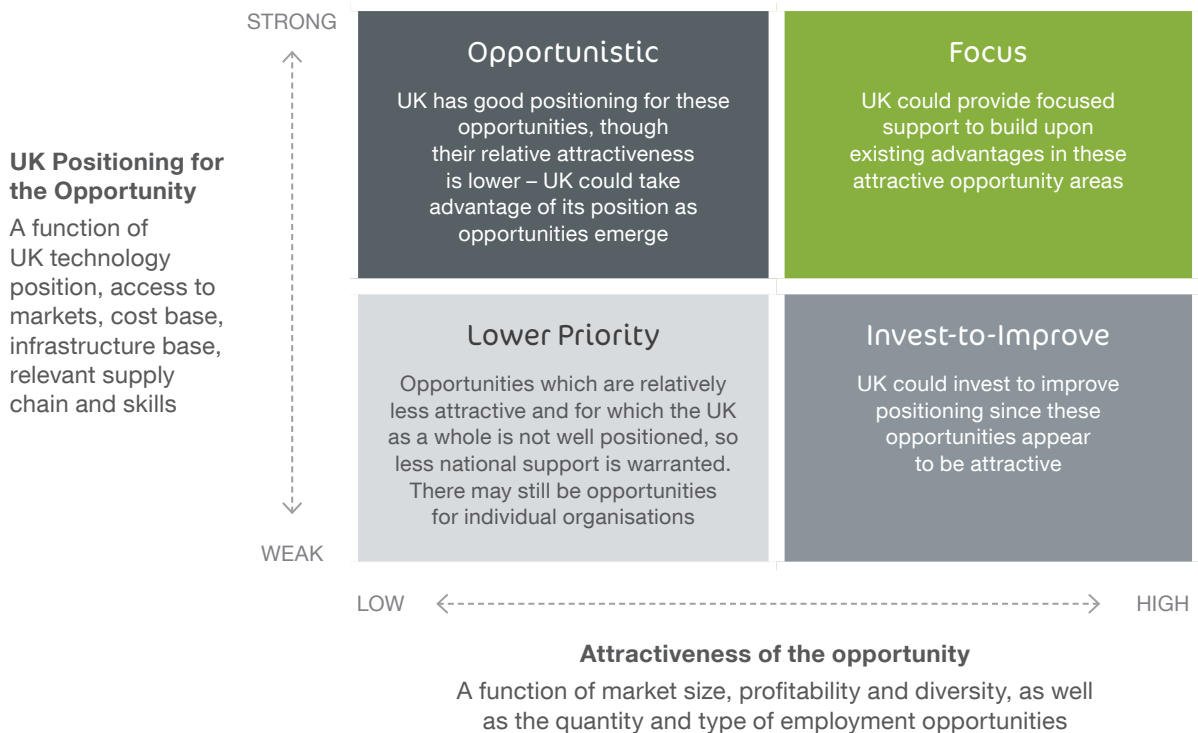 STRONG
UK Positioning for
the Opportunity
A function of
UK technology
position, access to
markets, cost base,
infrastructure base,
relevant supply
chain and skills
WEAK
Opportunistic
UK has good positioning for these
opportunities, though
their relative attractiveness
is lower – UK could take
advantage of its position as
opportunities emerge
Focus
UK could provide focused
support to build upon
existing advantages in these
attractive opportunity areas
Lower Priority
Opportunities which are relatively
less attractive and for which the UK
as a whole is not well positioned, so
less national support is warranted.
There may still be opportunities
for individual organisations
Invest-to-Improve
UK could invest to improve
positioning since these
opportunities appear
to be attractive
LOW
HIGH
Attractiveness of the opportunity
A function of market size, profitability and diversity, as well
as the quantity and type of employment opportunities